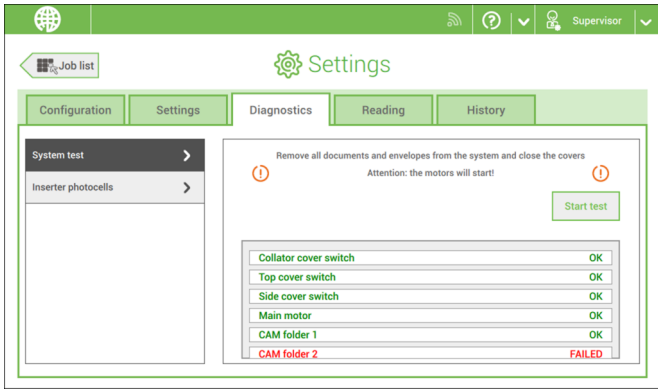 Supervisor
Job list
Settings
Configuration
Settings
Diagnostics
Reading
History
System test
Inserter photocells
Remove all documents and envelopes from the system and close the covers
Attention: the motors will start!
Start test
Collator cover switch OK
Top cover switch OK
Side cover switch OK
Main motor OK
CAM folder 1 OK
CAM folder 2 FAILED